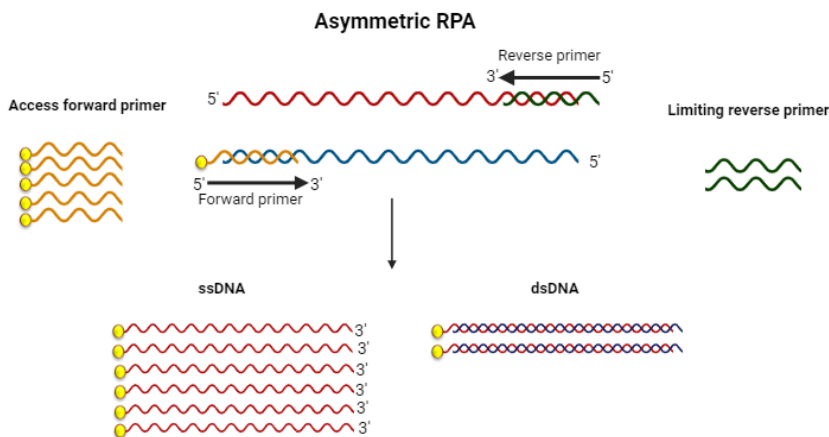 Asymmetric RPA
Reverse primer
3' 5'
Access forward primer
5'
Limiting reverse primer
5'
5' 3'
Forward primer
ssDNA
dsDNA
3'
3'
3'
3'
3'
3'